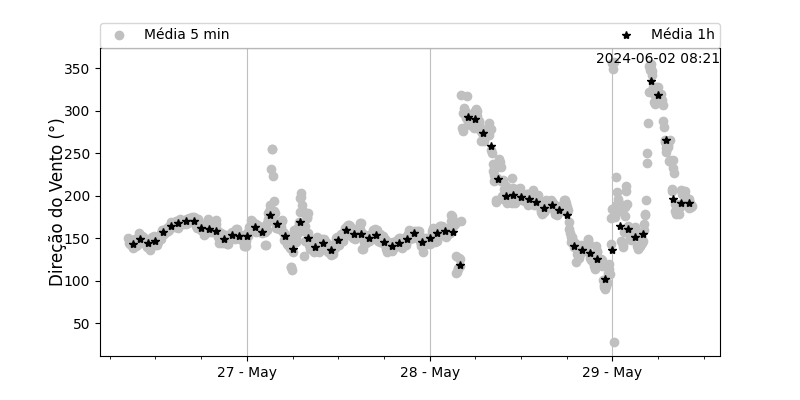 Média 5 min
Média 1h
2024-06-02 08:21
Direção do Vento (°)
350
300
250
200
150
100
50
27 - May
28 - May
29 - May